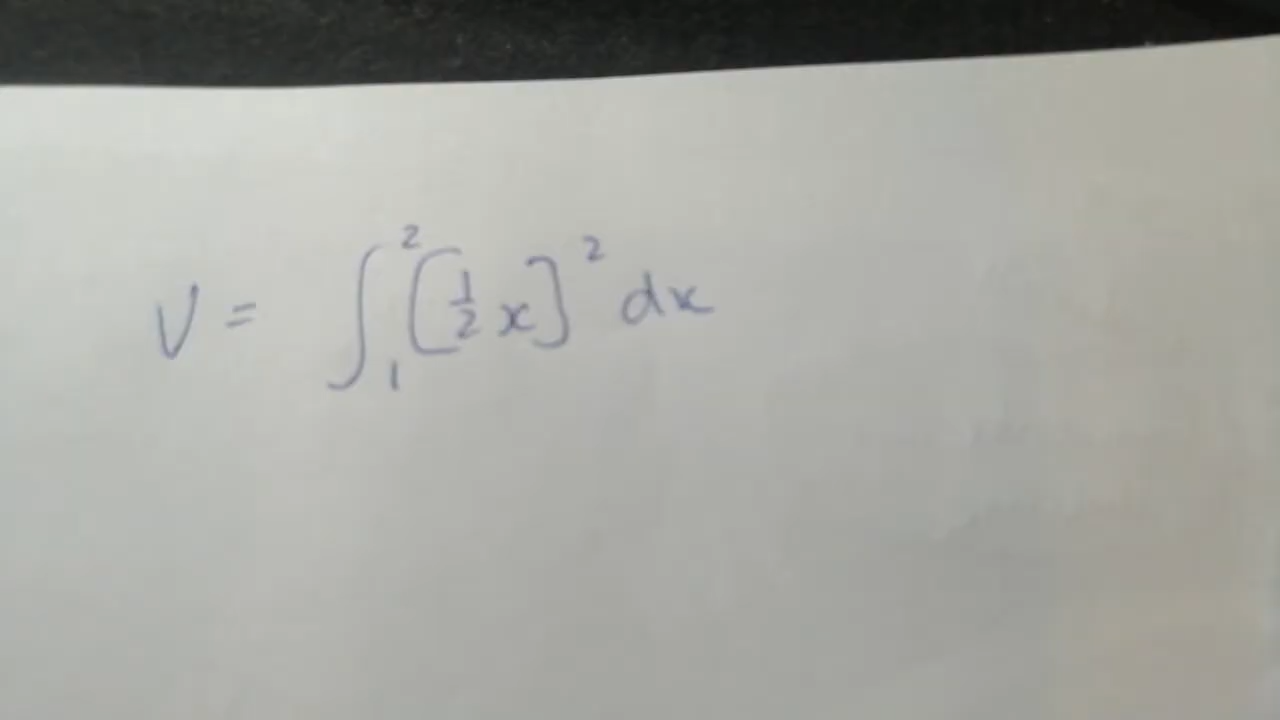 V = ∫₁² [½x]² dx